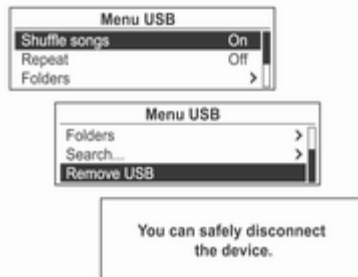 Menu USB
Shuffle songs On
Repeat Off
Folders >
Menu USB
Folders >
Search... >
Remove USB
You can safely disconnect
the device.